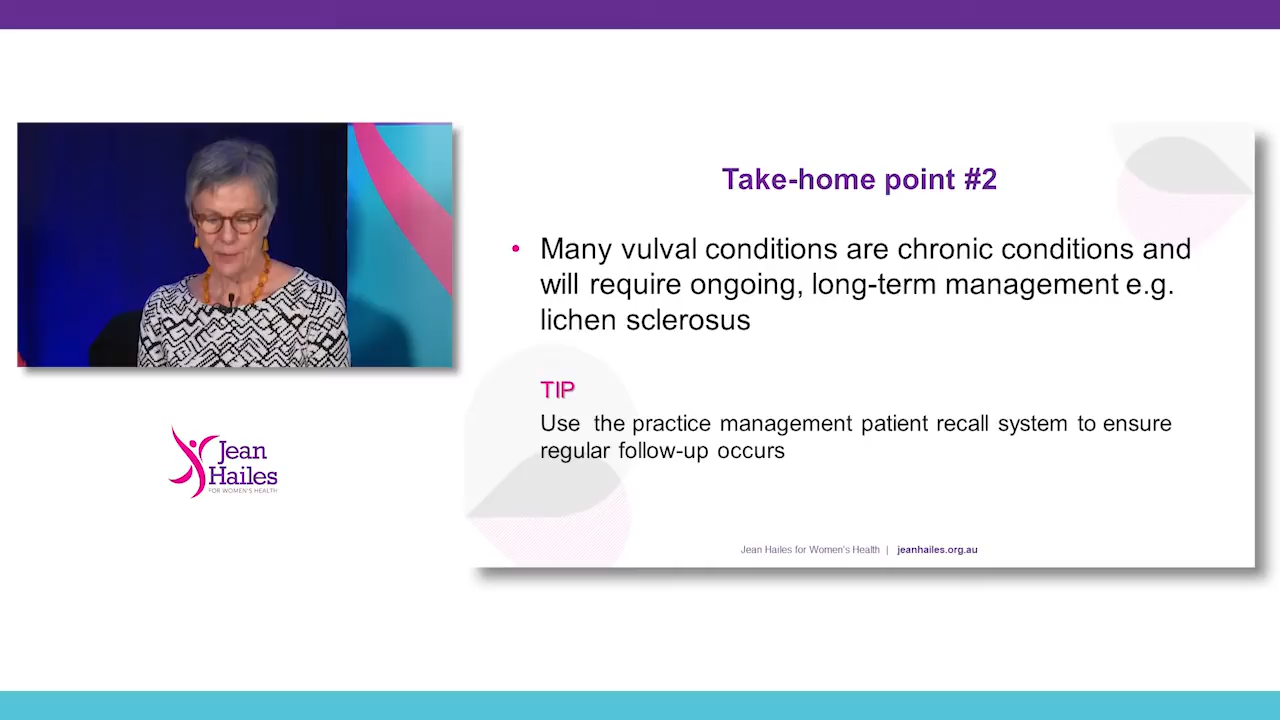 Take-home point #2
• Many vulval conditions are chronic conditions and
will require ongoing, long-term management e.g.
lichen sclerosus
TIP
Use the practice management patient recall system to ensure
regular follow-up occurs
Jean Hailes for Women's Health | jeanhailes.org.au
Jean
Hailes
FOR WOMEN'S HEALTH